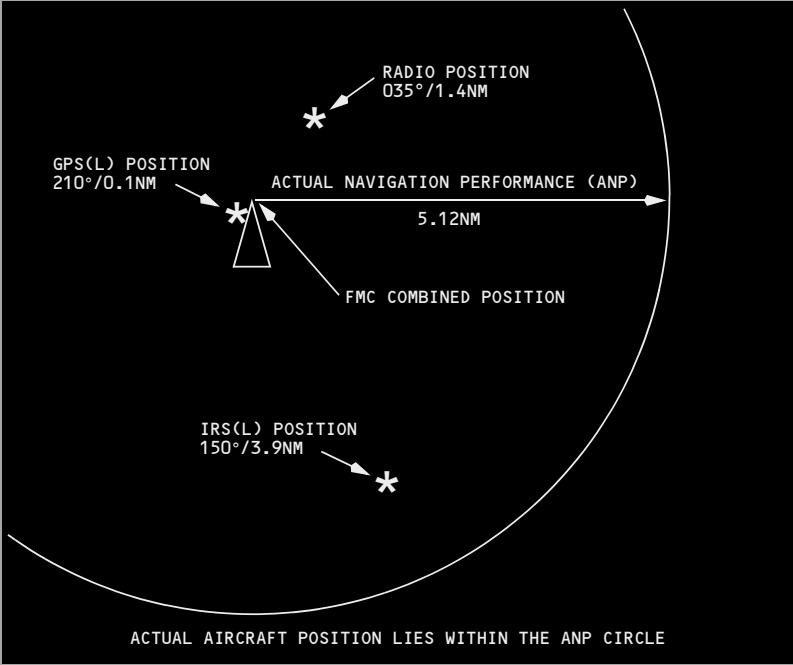 RADIO POSITION
035°/1.4NM
GPS(L) POSITION
210°/0.1NM
ACTUAL NAVIGATION PERFORMANCE (ANP)
5.12NM
FMC COMBINED POSITION
IRS(L) POSITION
150°/3.9NM
ACTUAL AIRCRAFT POSITION LIES WITHIN THE ANP CIRCLE